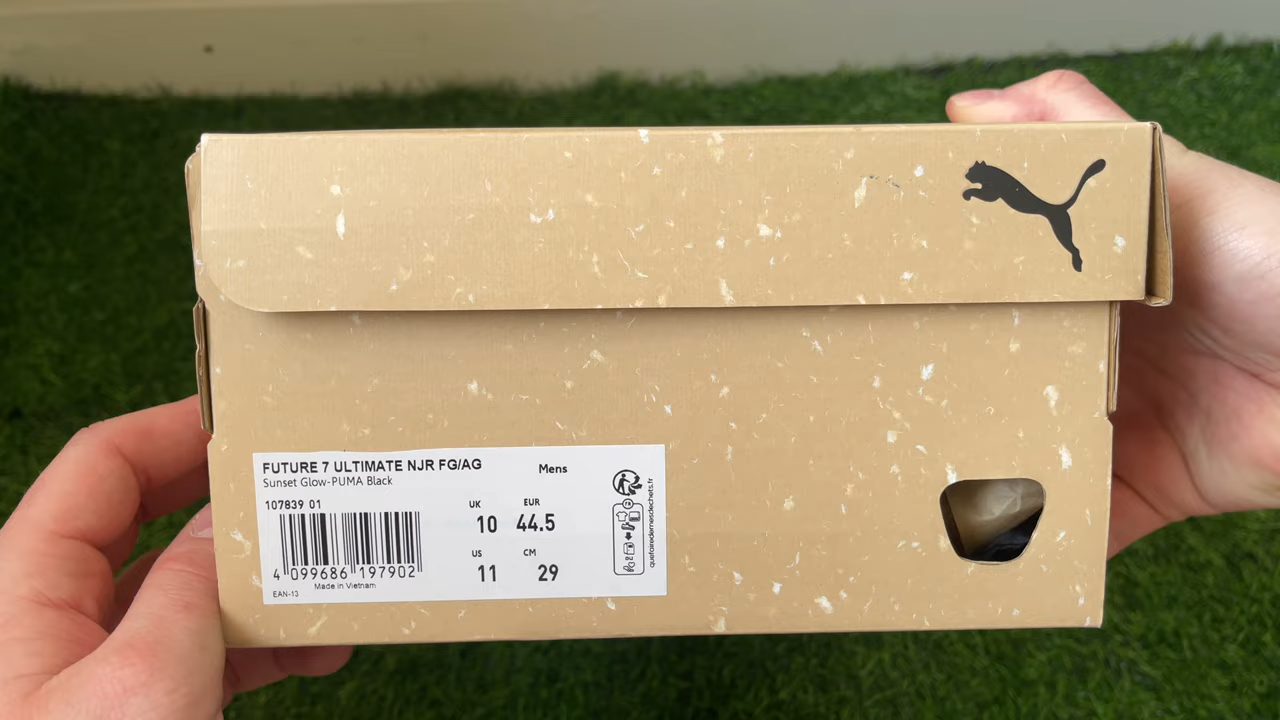 FUTURE 7 ULTIMATE NJR FG/AG
Mens
Sunset Glow-PUMA Black
107839 01
UK
EUR
10
44.5
US
CM
11
29
4 099686 197902
Made in Vietnam
EAN-13
FR
quefairedemesdechets.fr